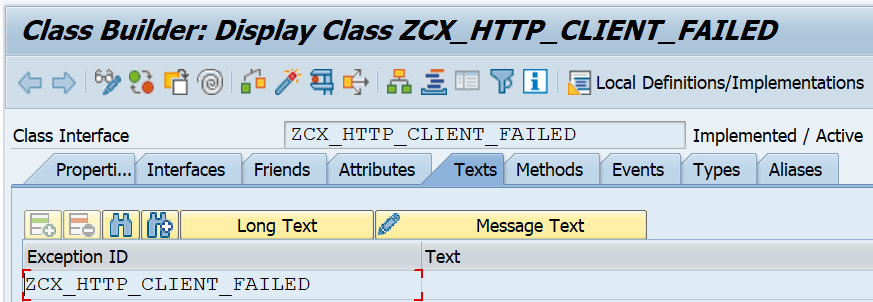 Class Builder: Display Class ZCX_HTTP_CLIENT_FAILED
Local Definitions/Implementations
Class Interface ZCX_HTTP_CLIENT_FAILED Implemented / Active
Properti... Interfaces Friends Attributes Texts Methods Events Types Aliases
Long Text Message Text
Exception ID Text
ZCX_HTTP_CLIENT_FAILED